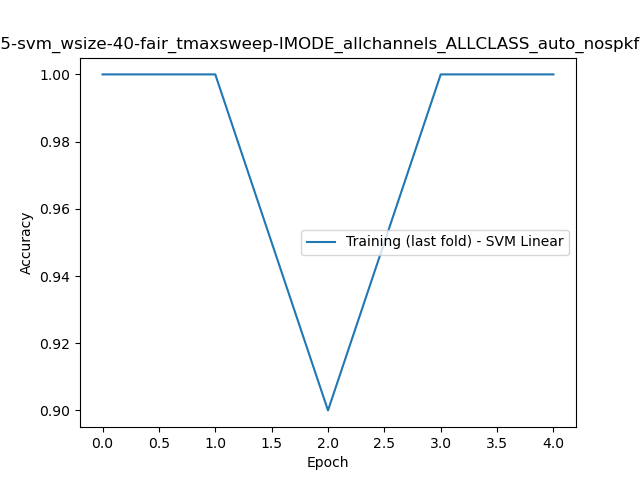 5-svm_wsize-40-fair_tmaxsweep-IMODE_allchannels_ALLCLASS_auto_nospkf
1.00
0.98
0.96
0.94
0.92
0.90
Accuracy
Training (last fold) - SVM Linear
0.0 0.5 1.0 1.5 2.0 2.5 3.0 3.5 4.0
Epoch